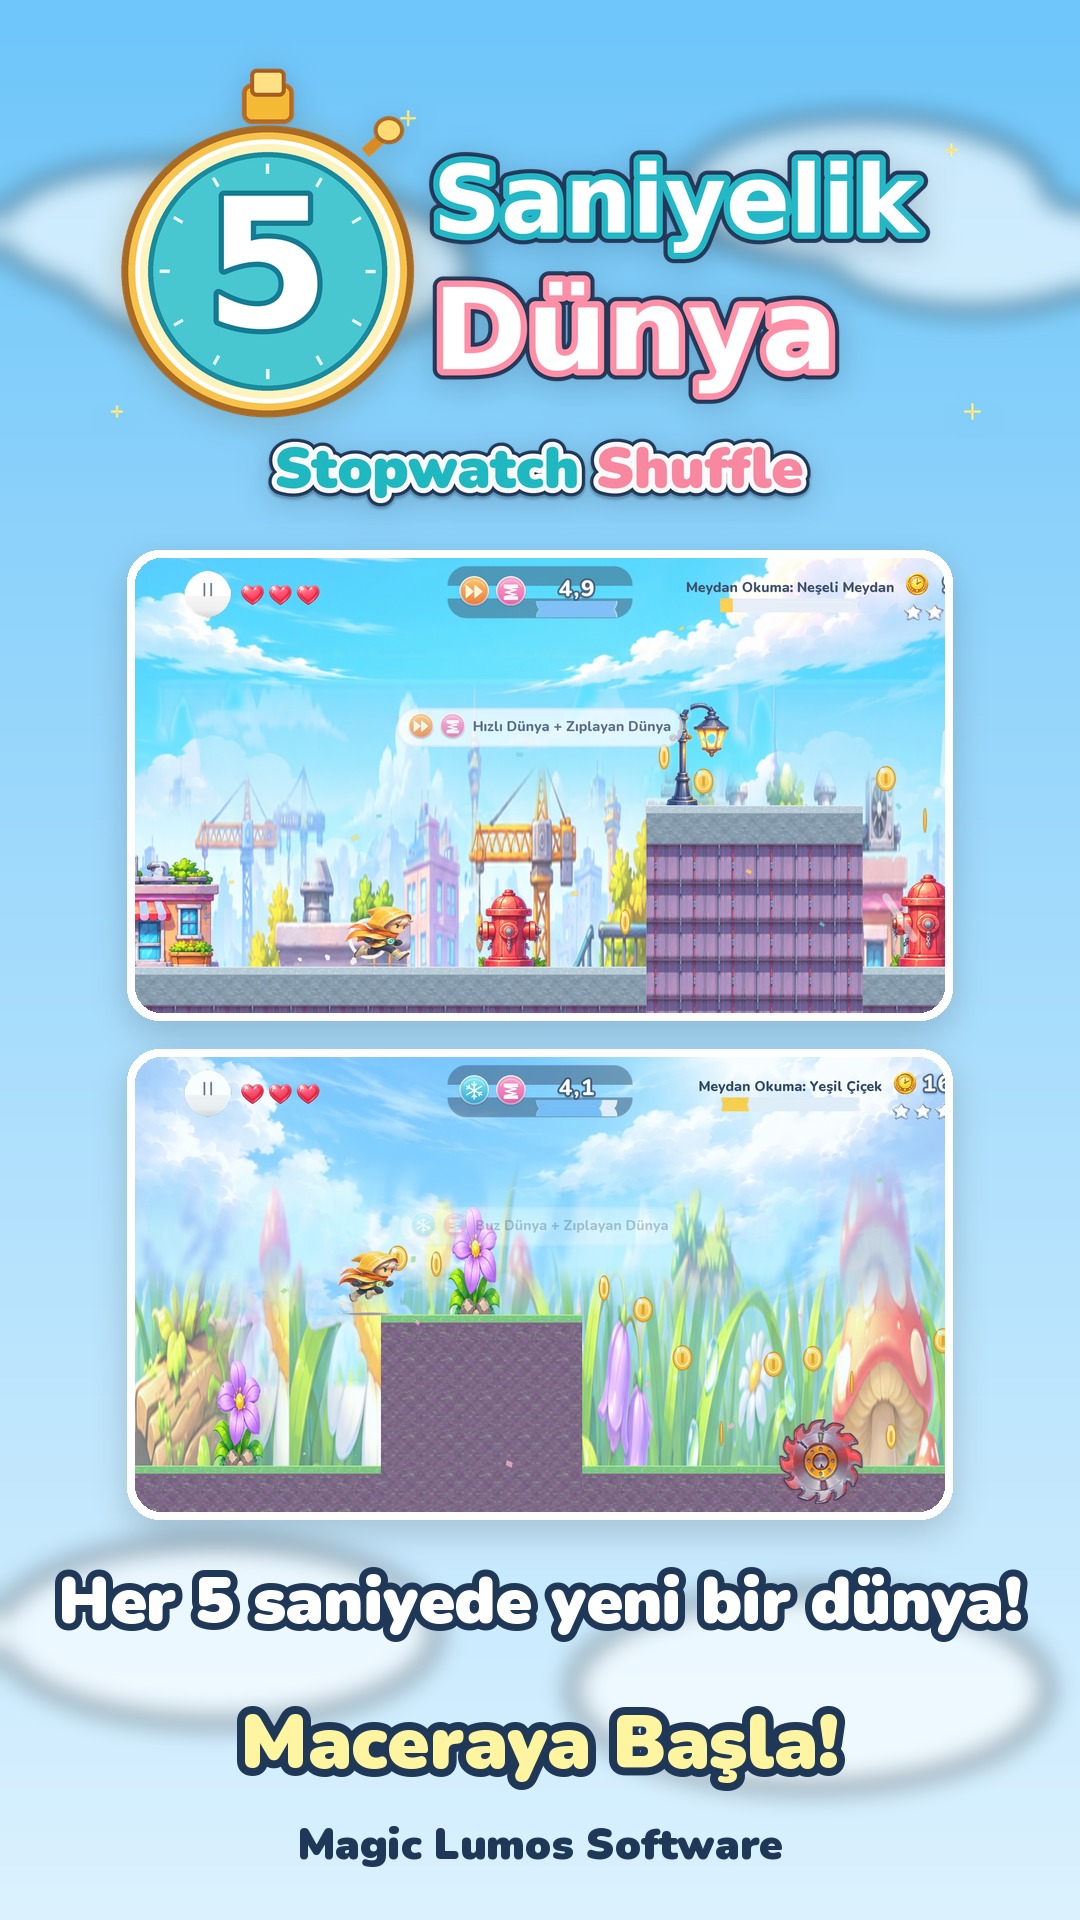 5 Saniyelik
Dünya
Stopwatch Shuffle
4,9
Meydan Okuma: Neşeli Meydan
Hızlı Dünya + Zıplayan Dünya
4,1
Meydan Okuma: Yeşil Çiçek
16
Buz Dünya + Zıplayan Dünya
Her 5 saniyede yeni bir dünya!
Maceraya Başla!
Magic Lumos Software